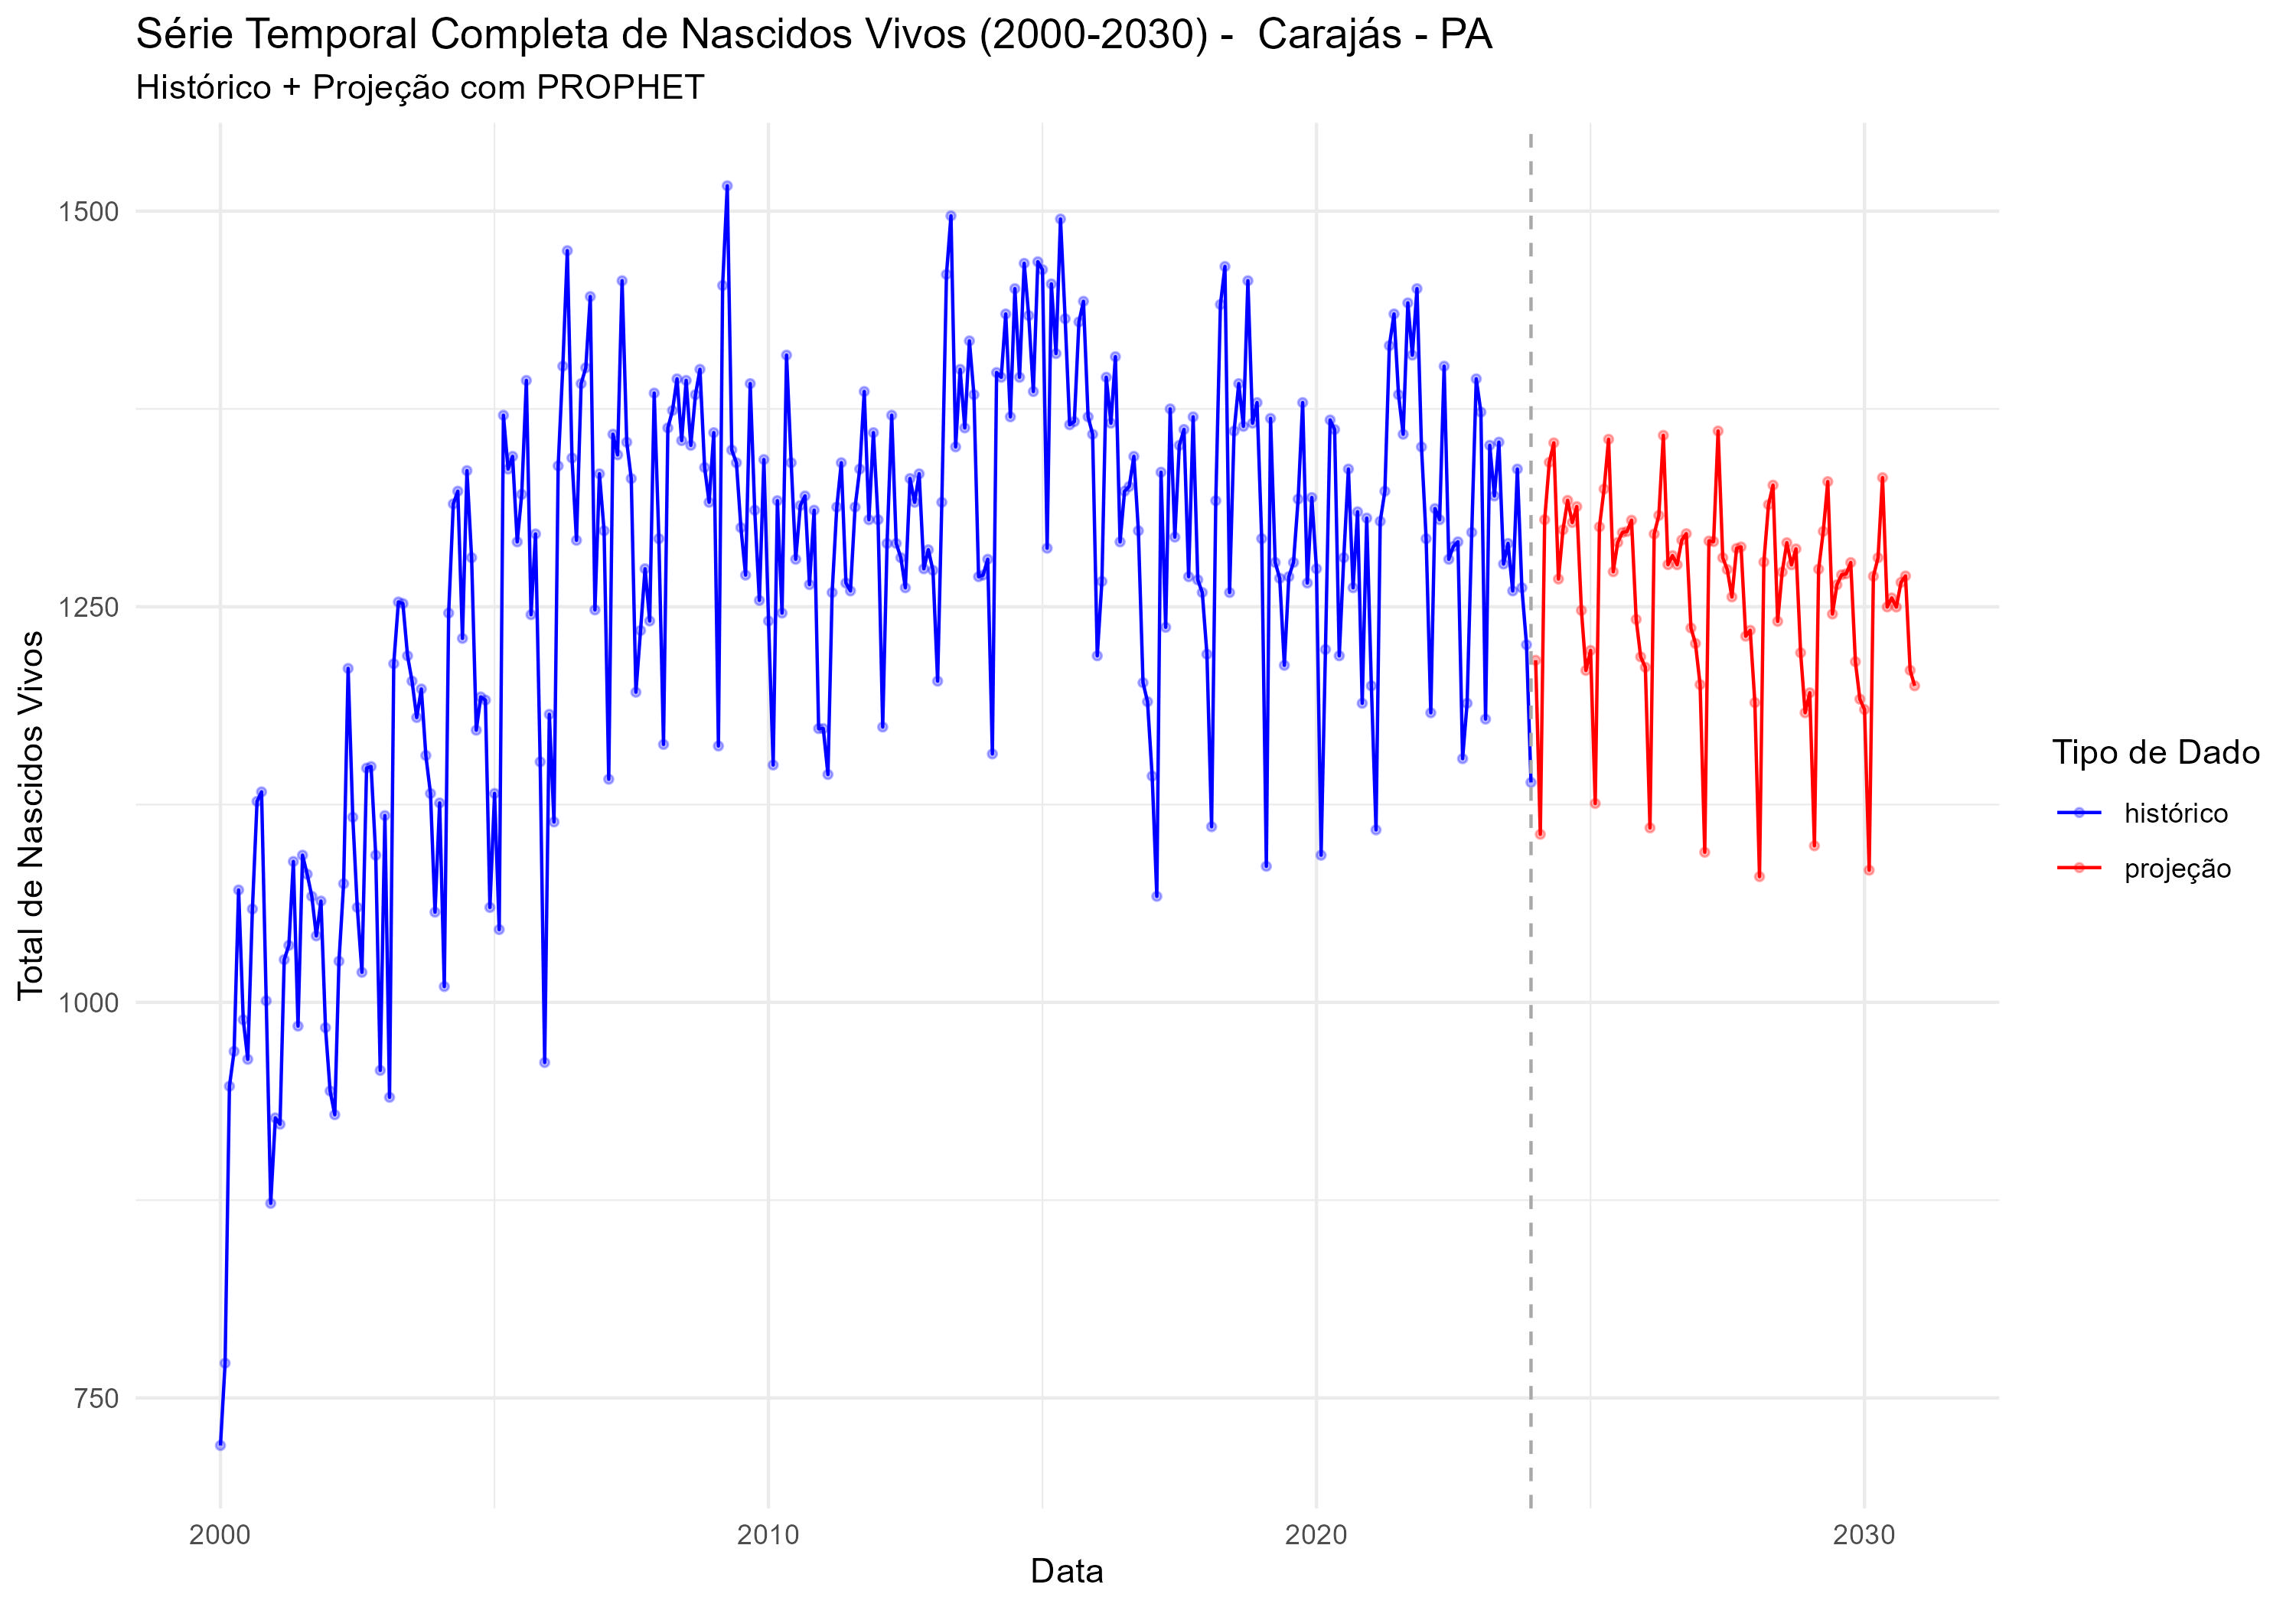 Série Temporal Completa de Nascidos Vivos (2000-2030) -  Carajás - PA
Histórico + Projeção com PROPHET
Total de Nascidos Vivos
1500
1250
1000
750
2000
2010
2020
2030
Data
Tipo de Dado
histórico
projeção